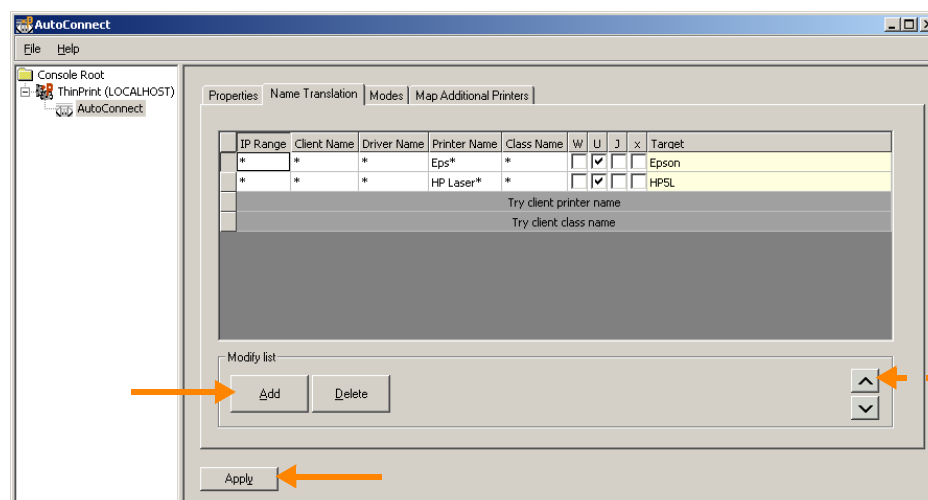 AutoConnect
File Help
Console Root
ThinPrint (LOCALHOST)
AutoConnect
Properties Name Translation Modes Map Additional Printers
IP Range Client Name Driver Name Printer Name Class Name W U J x Target
* * * Eps* * Epson
* * * HP Laser* * HP5L
Try client printer name
Try client class name
Modify list
Add Delete
Apply